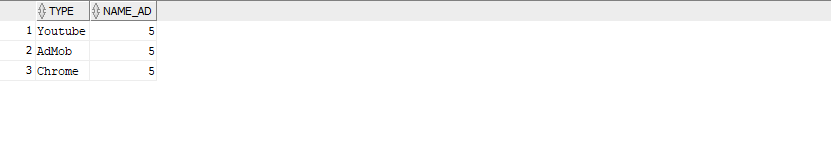 TYPE NAME_AD
1 Youtube 5
2 AdMob 5
3 Chrome 5